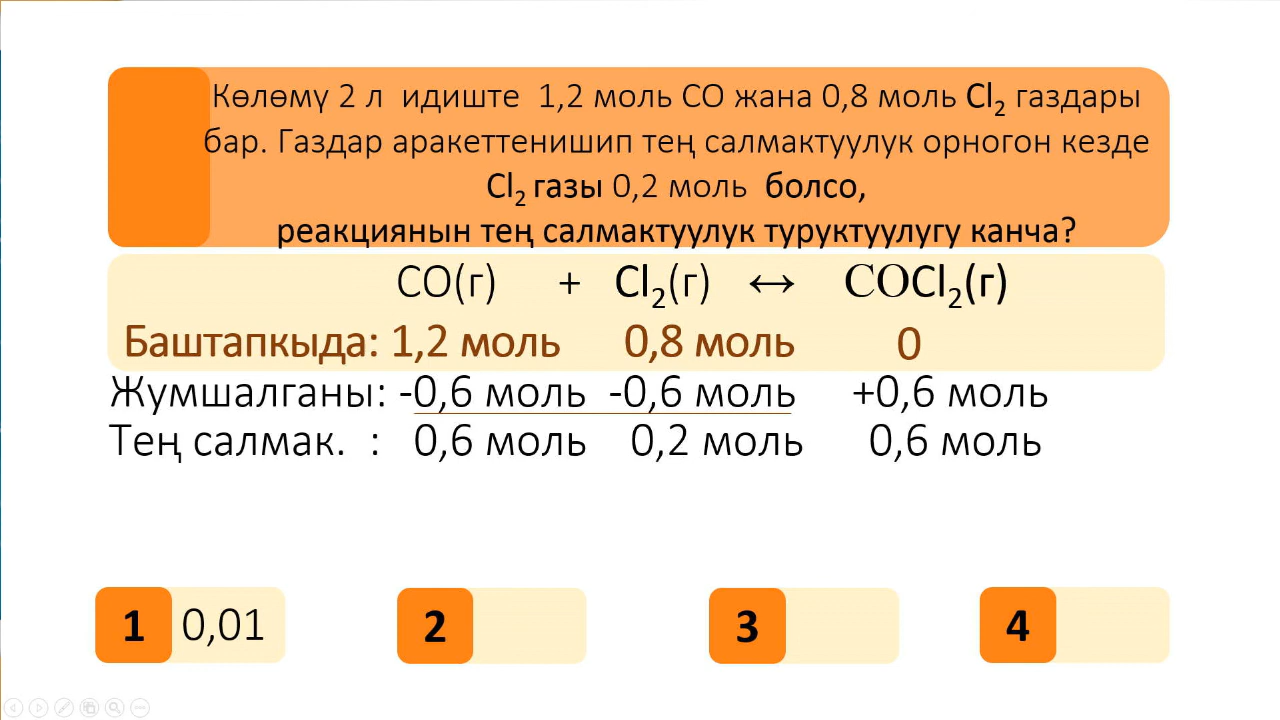 Көлөмү 2 л идиште 1,2 моль СО жана 0,8 моль Cl₂ газдары
бар. Газдар аракеттенишип тең салмактуулук орногон кезде
Cl₂ газы 0,2 моль болсо,
реакциянын тең салмактуулук туруктуулугу канча?
СО(г) + Cl₂(г) ↔ COCl₂(г)
Баштапкыда: 1,2 моль 0,8 моль 0
Жумшалганы: -0,6 моль -0,6 моль +0,6 моль
Тең салмак. : 0,6 моль 0,2 моль 0,6 моль
1 0,01 2 3 4